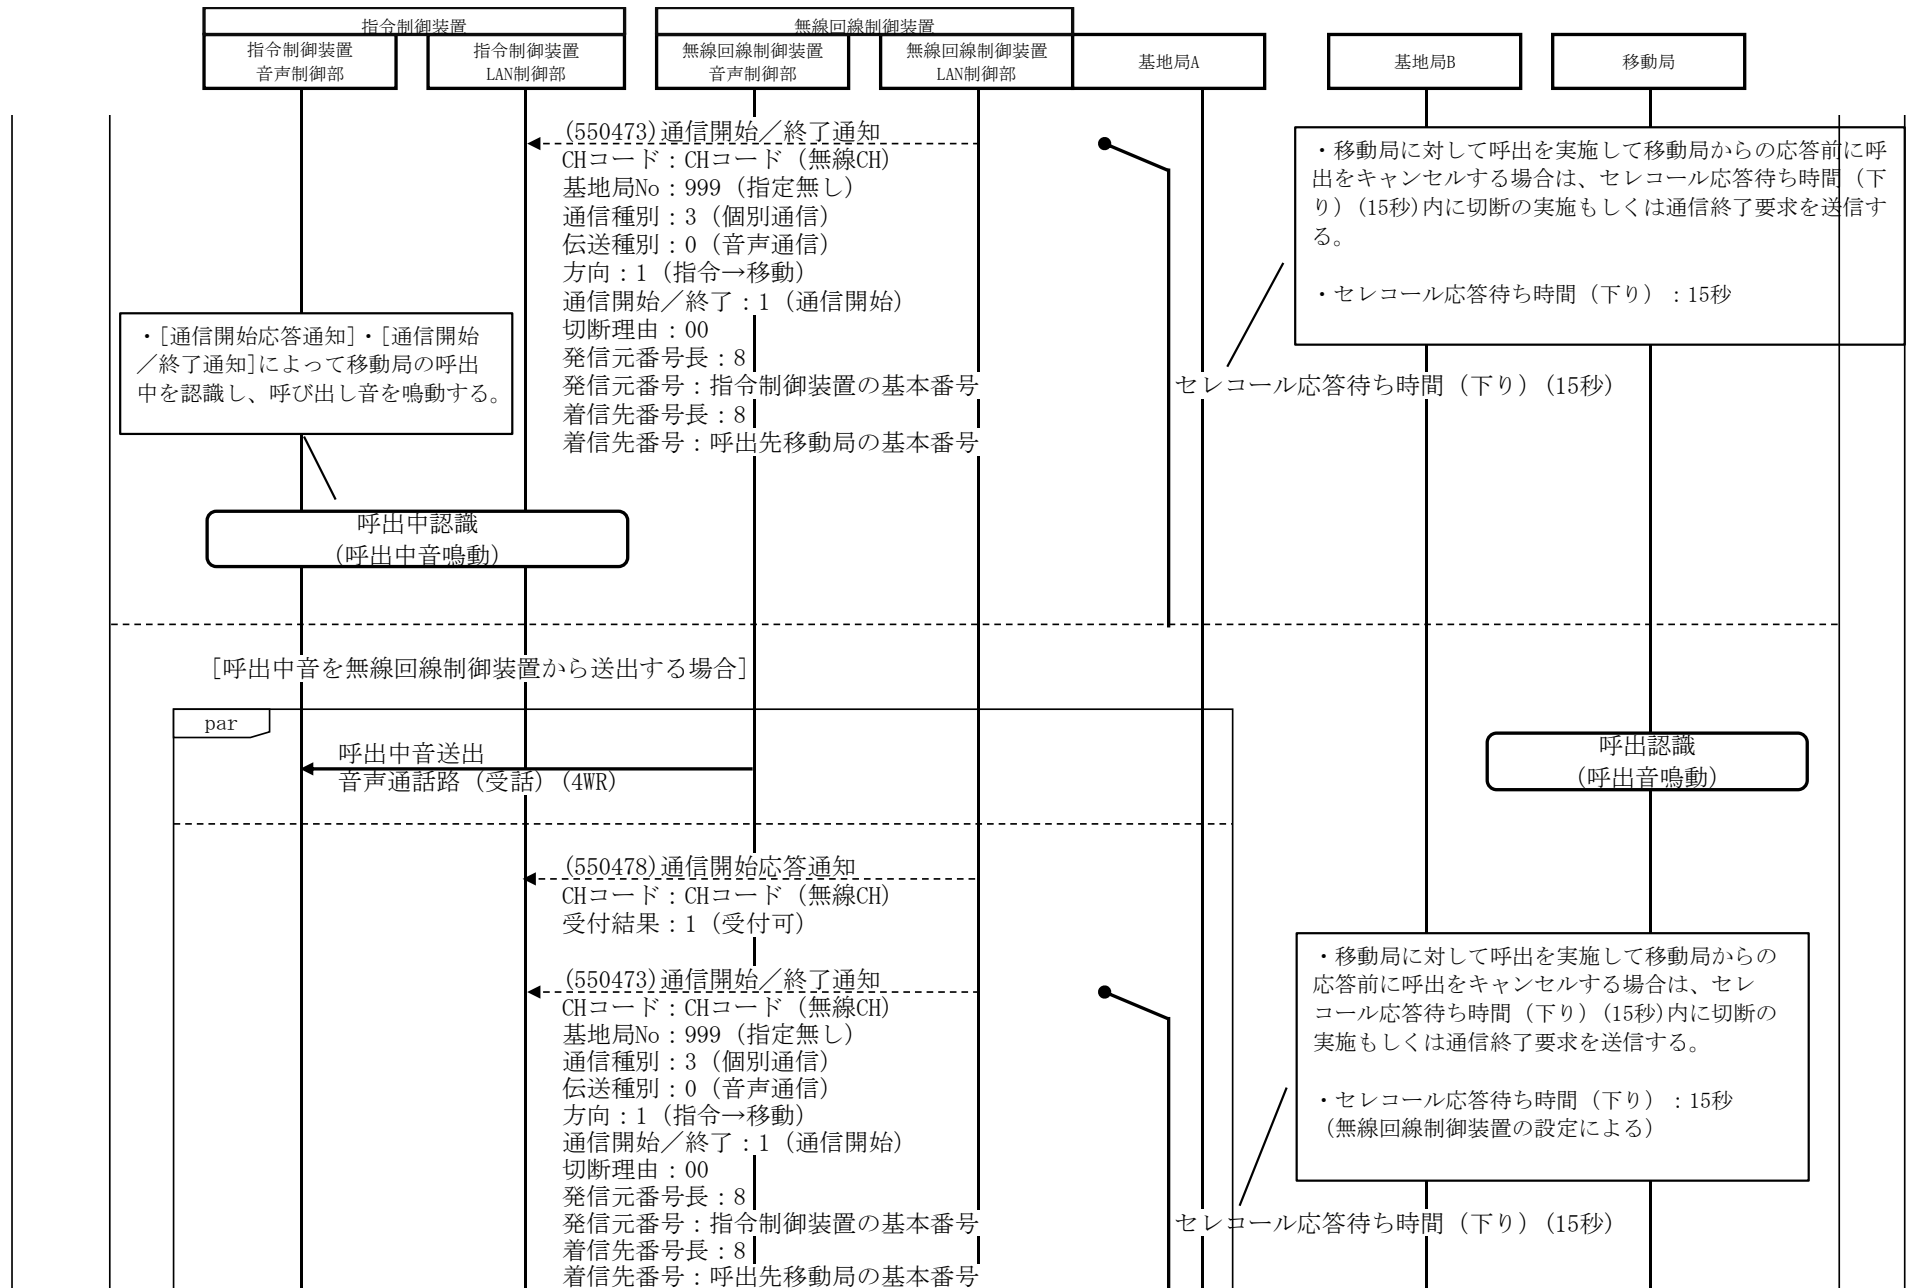 指令制御装置
無線回線制御装置
指令制御装置
音声制御部
指令制御装置
LAN制御部
無線回線制御装置
音声制御部
無線回線制御装置
LAN制御部
基地局A
基地局B
移動局
(550473)通信開始／終了通知
CHコード：CHコード（無線CH）
基地局No：999（指定無し）
通信種別：3（個別通信）
伝送種別：0（音声通信）
方向：1（指令→移動）
通信開始／終了：1（通信開始）
切断理由：00
発信元番号長：8
発信元番号：指令制御装置の基本番号
着信先番号長：8
着信先番号：呼出先移動局の基本番号
・移動局に対して呼出を実施して移動局からの応答前に呼
出をキャンセルする場合は、セレコール応答待ち時間（下
り）(15秒)内に切断の実施もしくは通信終了要求を送信す
る。
・セレコール応答待ち時間（下り）：15秒
・[通信開始応答通知]・[通信開始
／終了通知]によって移動局の呼出
中を認識し、呼び出し音を鳴動する。
セレコール応答待ち時間（下り）(15秒)
呼出中認識
（呼出中音鳴動）
[呼出中音を無線回線制御装置から送出する場合]
par
呼出中音送出
音声通話路（受話）(4WR)
呼出認識
（呼出音鳴動）
(550478)通信開始応答通知
CHコード：CHコード（無線CH）
受付結果：1（受付可）
(550473)通信開始／終了通知
CHコード：CHコード（無線CH）
基地局No：999（指定無し）
通信種別：3（個別通信）
伝送種別：0（音声通信）
方向：1（指令→移動）
通信開始／終了：1（通信開始）
切断理由：00
発信元番号長：8
発信元番号：指令制御装置の基本番号
着信先番号長：8
着信先番号：呼出先移動局の基本番号
・移動局に対して呼出を実施して移動局からの
応答前に呼出をキャンセルする場合は、セレ
コール応答待ち時間（下り）(15秒)内に切断の
実施もしくは通信終了要求を送信する。
・セレコール応答待ち時間（下り）：15秒
（無線回線制御装置の設定による）
セレコール応答待ち時間（下り）(15秒)